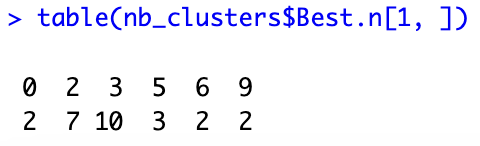 > table(nb_clusters$Best.n[1, ])
0 2 3 5 6 9
2 7 10 3 2 2